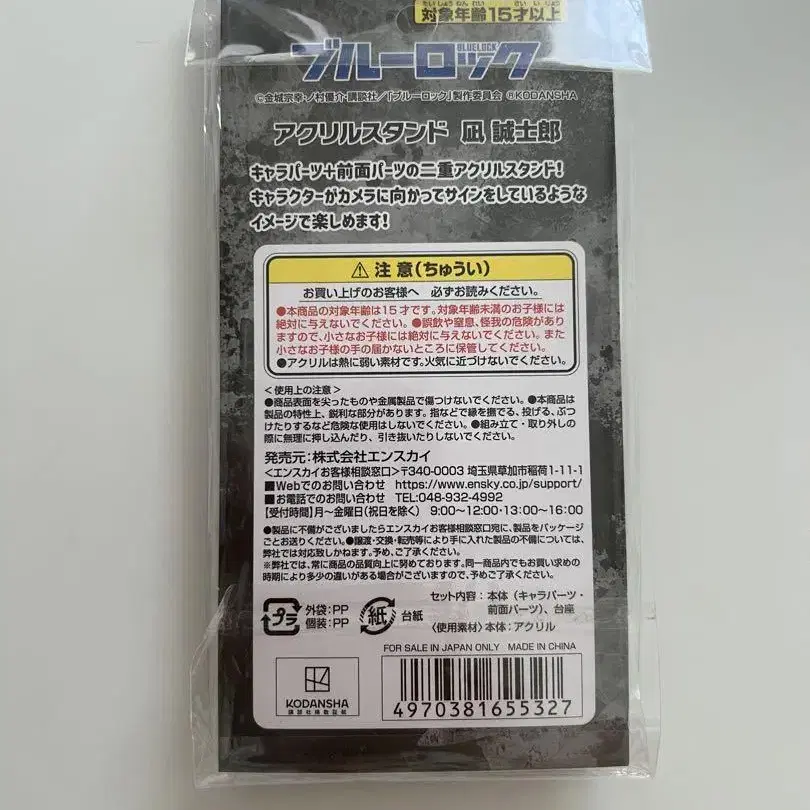 たいしょうねんれい さい いじょう
対象年齢15才以上
ブルーロック
BLUELOCK
©金城宗幸・ノ村優介・講談社/「ブルーロック」製作委員会 ®KODANSHA
アクリルスタンド 凪 誠士郎
キャラパーツ+前面パーツの二重アクリルスタンド!
キャラクターがカメラに向かってサインをしているような
イメージで楽しめます!
⚠ 注意(ちゅうい)
お買い上げのお客様へ 必ずお読みください。
●本商品の対象年齢は15才です。対象年齢未満のお子様には
絶対に与えないでください。●誤飲や窒息、怪我の危険があり
ますので、小さなお子様には絶対に与えないでください。また
小さなお子様の手の届かないところに保管してください。
●アクリルは熱に弱い素材です。火気に近づけないでください。
<使用上の注意>
●商品表面を尖ったものや金属製品で傷つけないでください。●本商品は
製品の特性上、鋭利な部分があります。指などで縁を撫でる、投げる、ぶつ
けたりするなど危険な使用はしないでください。●組み立て・取り外しの
際に無理に押し込んだり、引き抜いたりしないでください。
発売元:株式会社エンスカイ
<エンスカイお客様相談窓口>〒340-0003 埼玉県草加市稲荷1-11-1
■Webでのお問い合わせ https://www.ensky.co.jp/support/
■お電話でのお問い合わせ TEL:048-932-4992
【受付時間】月~金曜日(祝日を除く) 9:00~12:00・13:00~16:00
●製品に不備がございましたらエンスカイお客様相談窓口宛に、製品をパッケージ
ごとお送りください。●譲渡・交換・転売等により手に入れた製品の不備については、
弊社では対応致しかねます。予め、ご了承ください。
※弊社では、常に商品の品質向上に努めております。同一商品内でもお買い求めの
時期により多少の違いがある場合がございますので、予めご了承ください。
プラ
外袋:PP
個装:PP
紙
台紙
セット内容:本体(キャラパーツ・
前面パーツ)、台座
〈使用素材〉本体:アクリル
FOR SALE IN JAPAN ONLY MADE IN CHINA
KODANSHA
講談社掲載証紙
4970381655327